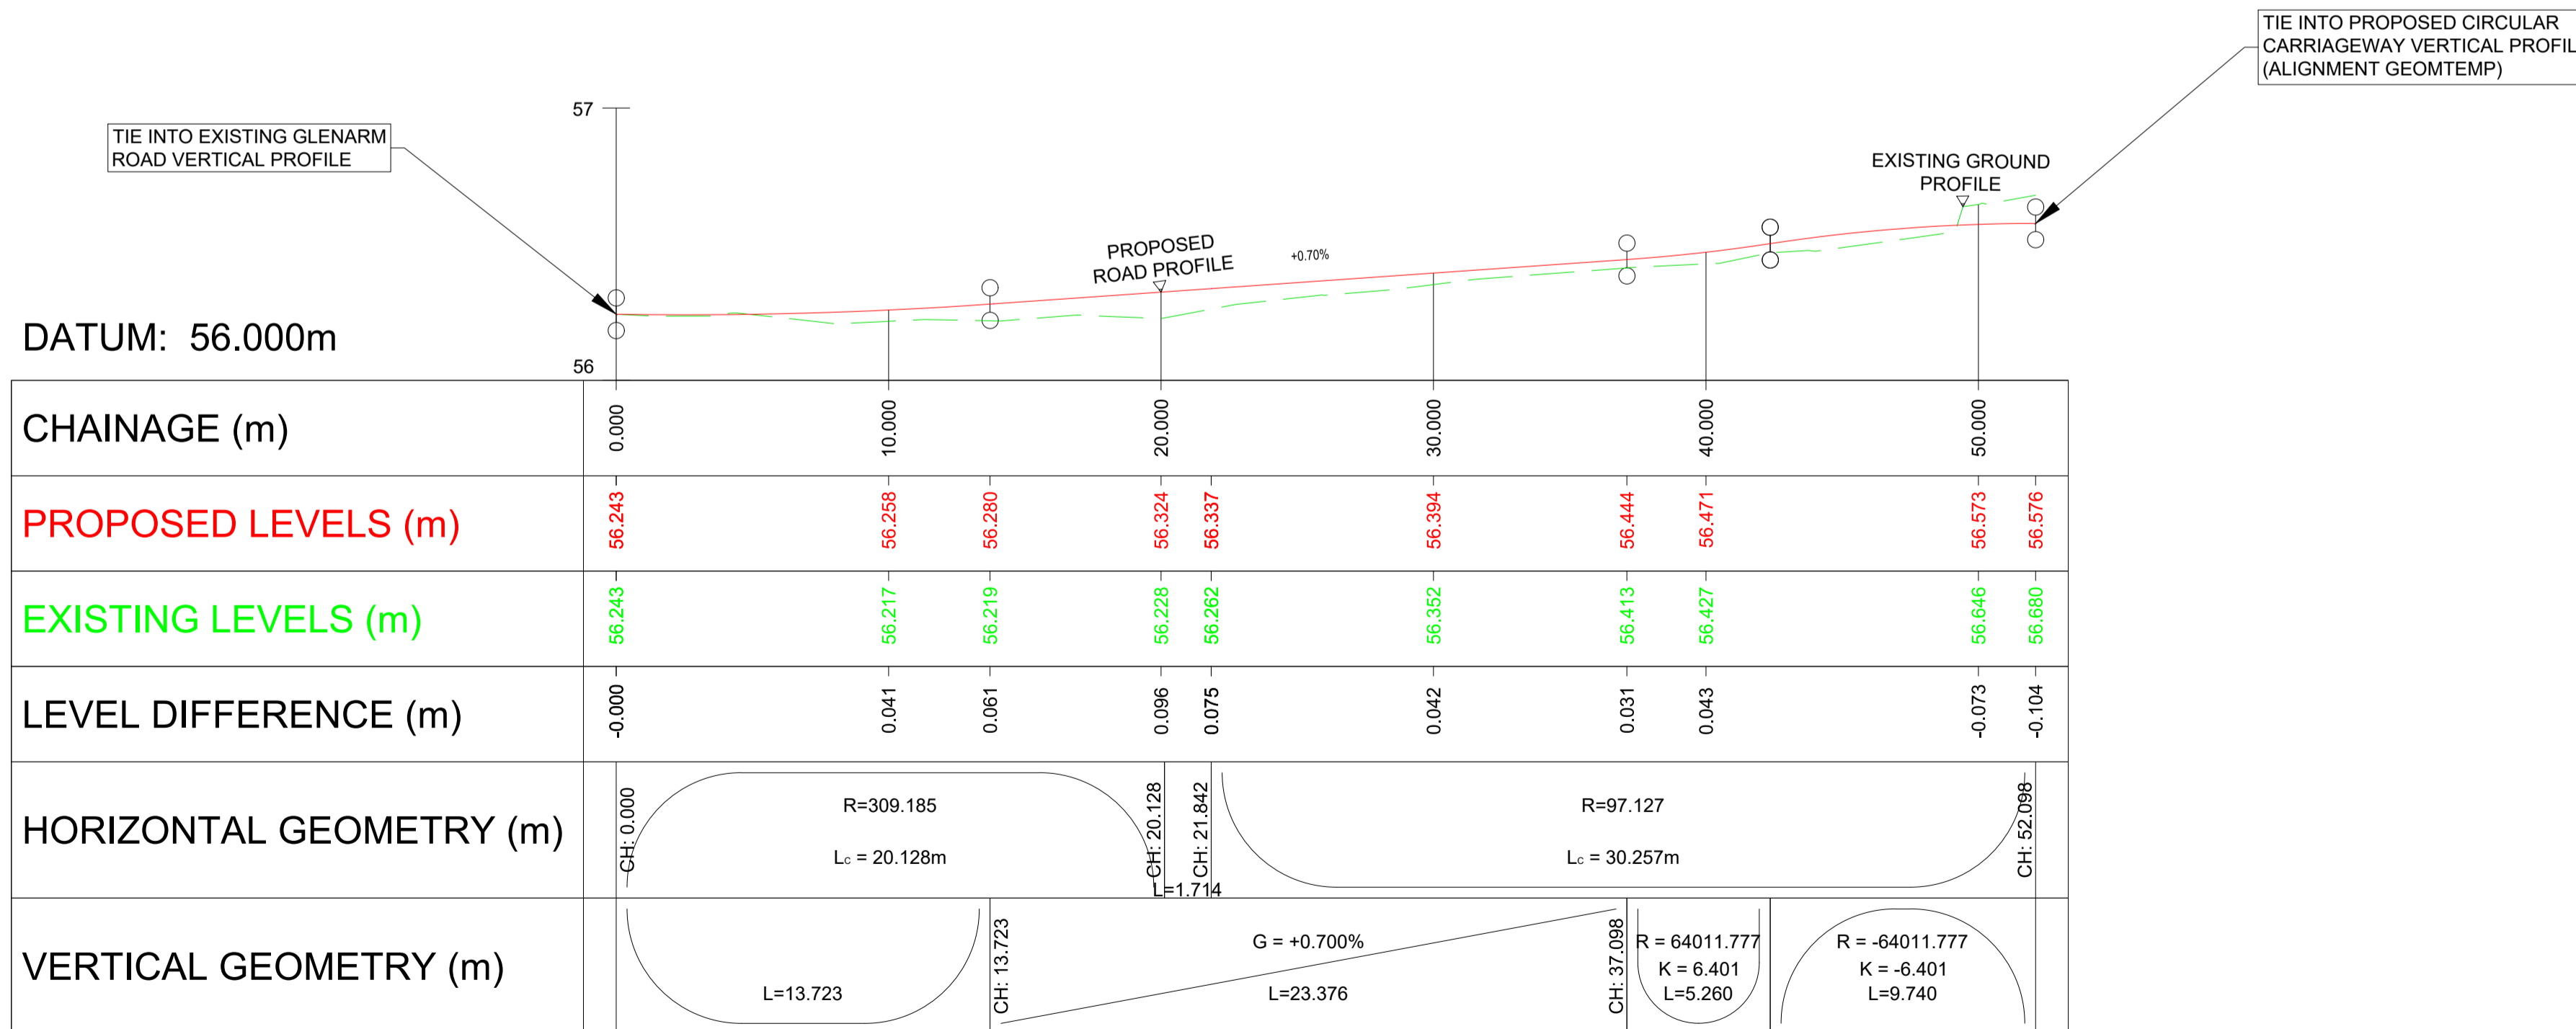 TIE INTO PROPOSED CIRCULAR
CARRIAGEWAY VERTICAL PROFIL
(ALIGNMENT GEOMTEMP)
TIE INTO EXISTING GLENARM
ROAD VERTICAL PROFILE
57
EXISTING GROUND
PROFILE
PROPOSED
ROAD PROFILE
+0.70%
DATUM: 56.000m
56
CHAINAGE (m)
0.000 10.000 20.000 30.000 40.000 50.000
PROPOSED LEVELS (m)
56.243 56.258 56.280 56.324 56.337 56.394 56.444 56.471 56.573 56.576
EXISTING LEVELS (m)
56.243 56.217 56.219 56.228 56.262 56.352 56.413 56.427 56.646 56.680
LEVEL DIFFERENCE (m)
-0.000 0.041 0.061 0.096 0.075 0.042 0.031 0.043 -0.073 -0.104
HORIZONTAL GEOMETRY (m)
CH: 0.000
R=309.185
Lc = 20.128m
CH: 20.128
L=1.714
CH: 21.842
R=97.127
Lc = 30.257m
CH: 52.098
VERTICAL GEOMETRY (m)
L=13.723
CH: 13.723
G = +0.700%
L=23.376
CH: 37.098
R = 64011.777
K = 6.401
L=5.260
R = -64011.777
K = -6.401
L=9.740